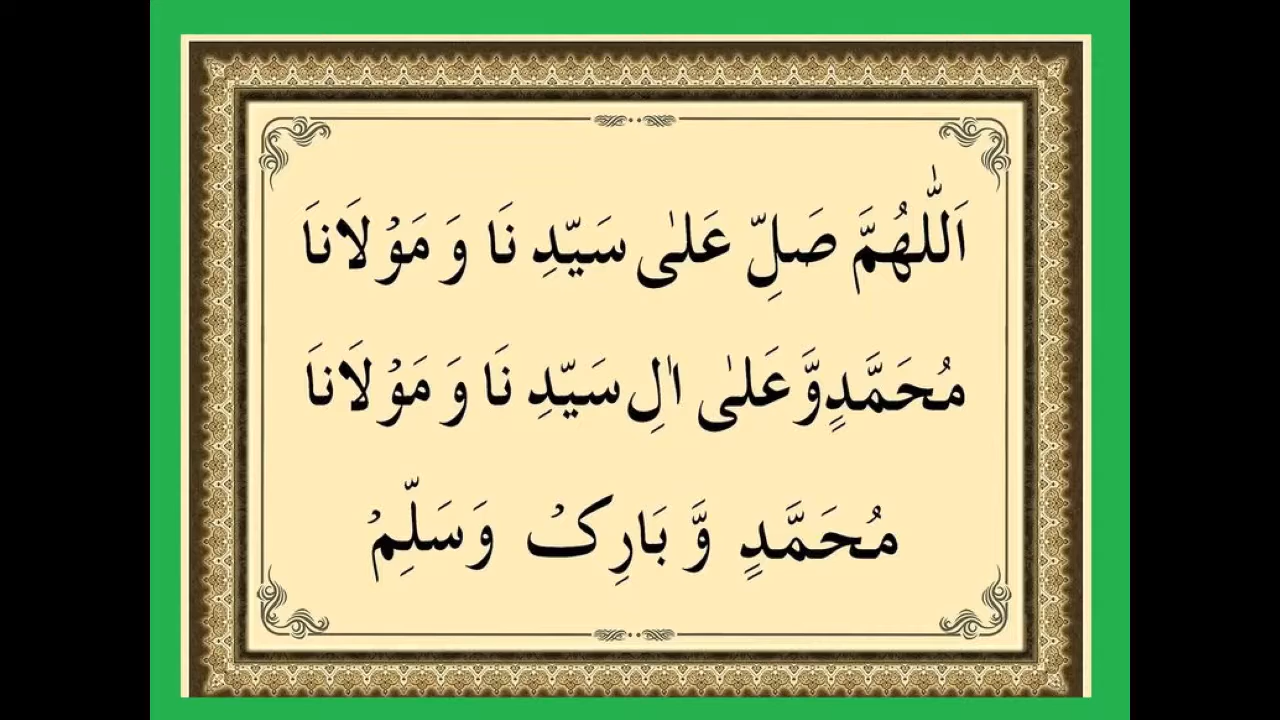 اَللّٰهُمَّ صَلِّ عَلٰى سَيِّدِ نَا وَ مَوْلَانَا
مُحَمَّدٍ وَّ عَلٰى اٰلِ سَيِّدِ نَا وَ مَوْلَانَا
مُحَمَّدٍ وَّ بَارِکْ وَسَلِّمْ